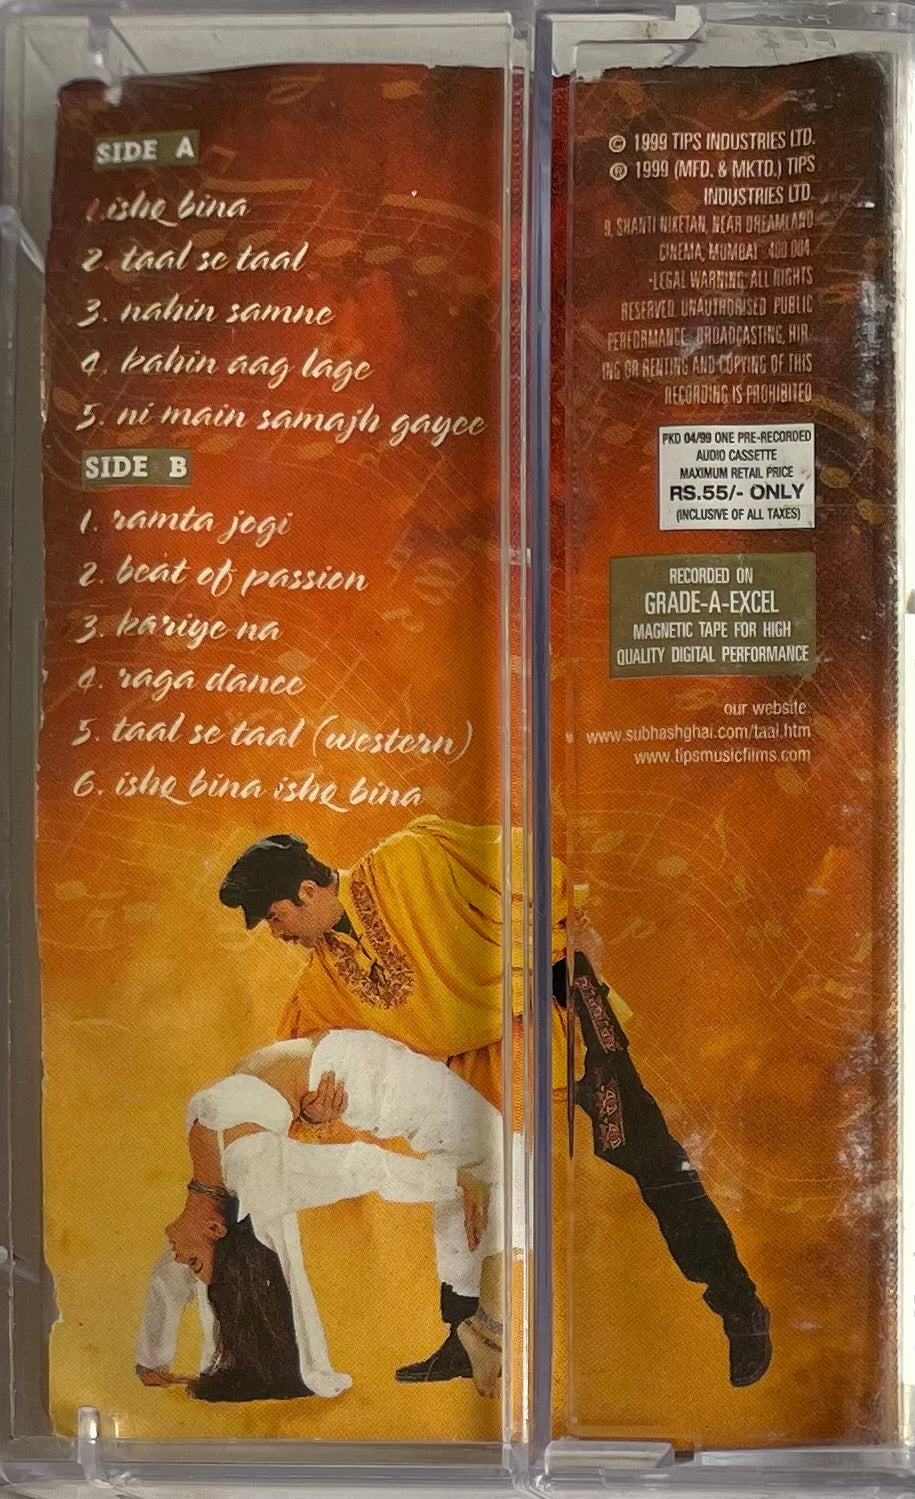 SIDE A
1. ishq bina
2. taal se taal
3. nahin samne
4. kahin aag lage
5. ni main samajh gayee
SIDE B
1. ramta jogi
2. beat of passion
3. kariye na
4. raga dance
5. taal se taal (western)
6. ishq bina ishq bina
© 1999 TIPS INDUSTRIES LTD.
℗ 1999 (MFD. & MKTD.) TIPS
INDUSTRIES LTD.
9, SHANTI NIKETAN, NEAR DREAMLAND
CINEMA, MUMBAI 400 004
-LEGAL WARNING: ALL RIGHTS
RESERVED. UNAUTHORISED PUBLIC
PERFORMANCE, BROADCASTING, HIR-
ING OR RENTING AND COPYING OF THIS
RECORDING IS PROHIBITED
PKD 04/99 ONE PRE-RECORDED
AUDIO CASSETTE
MAXIMUM RETAIL PRICE
RS.55/- ONLY
(INCLUSIVE OF ALL TAXES)
RECORDED ON
GRADE-A-EXCEL
MAGNETIC TAPE FOR HIGH
QUALITY DIGITAL PERFORMANCE
our website
www.subhashghai.com/taal.htm
www.tipsmusicfilms.com